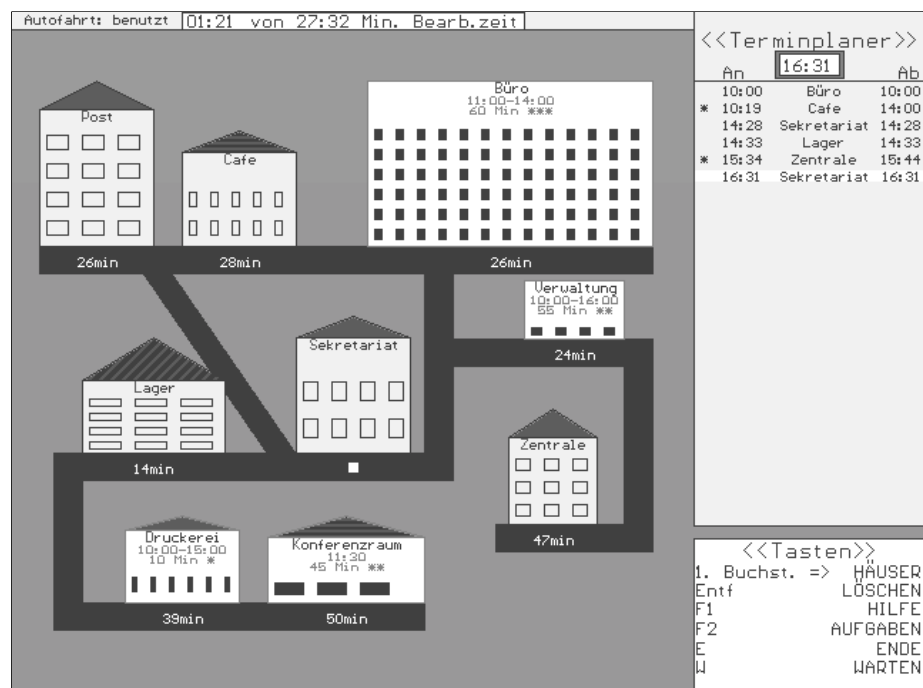 Autofahrt: benutzt
01:21 von 27:32 Min. Bearb.zeit
Post
Cafe
Büro
11:00-14:00
60 Min ***
26min
28min
26min
Verwaltung
10:00-16:00
55 Min **
24min
Sekretariat
Lager
14min
Zentrale
47min
Druckerei
10:00-15:00
10 Min *
39min
Konferenzraum
11:30
45 Min **
50min
<<Terminplaner>>
An 16:31 Ab
10:00 Büro 10:00
* 10:19 Cafe 14:00
14:28 Sekretariat 14:28
14:33 Lager 14:33
* 15:34 Zentrale 15:44
16:31 Sekretariat 16:31
<<Tasten>>
1. Buchst. => HÄUSER
Entf LÖSCHEN
F1 HILFE
F2 AUFGABEN
E ENDE
W WARTEN